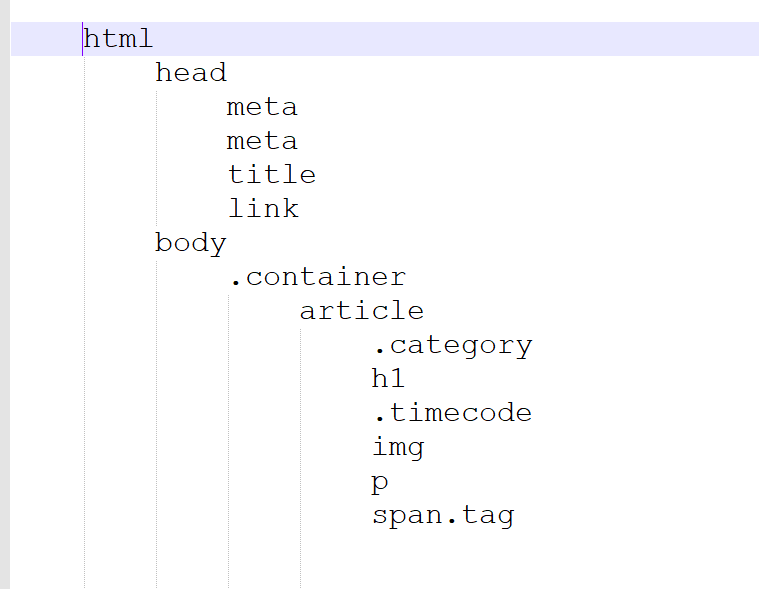 html
head
meta
meta
title
link
body
.container
article
.category
h1
.timecode
img
p
span.tag